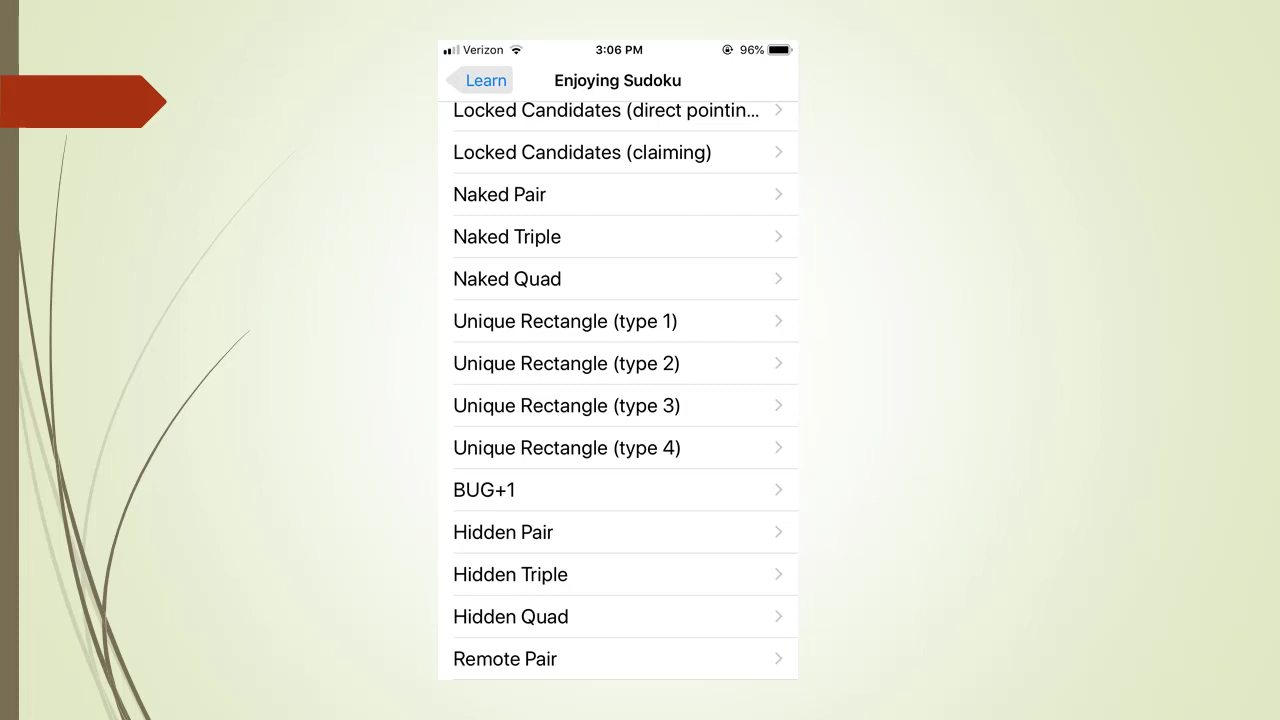 Verizon 3:06 PM 96%
Learn Enjoying Sudoku
Locked Candidates (direct pointin...
Locked Candidates (claiming)
Naked Pair
Naked Triple
Naked Quad
Unique Rectangle (type 1)
Unique Rectangle (type 2)
Unique Rectangle (type 3)
Unique Rectangle (type 4)
BUG+1
Hidden Pair
Hidden Triple
Hidden Quad
Remote Pair